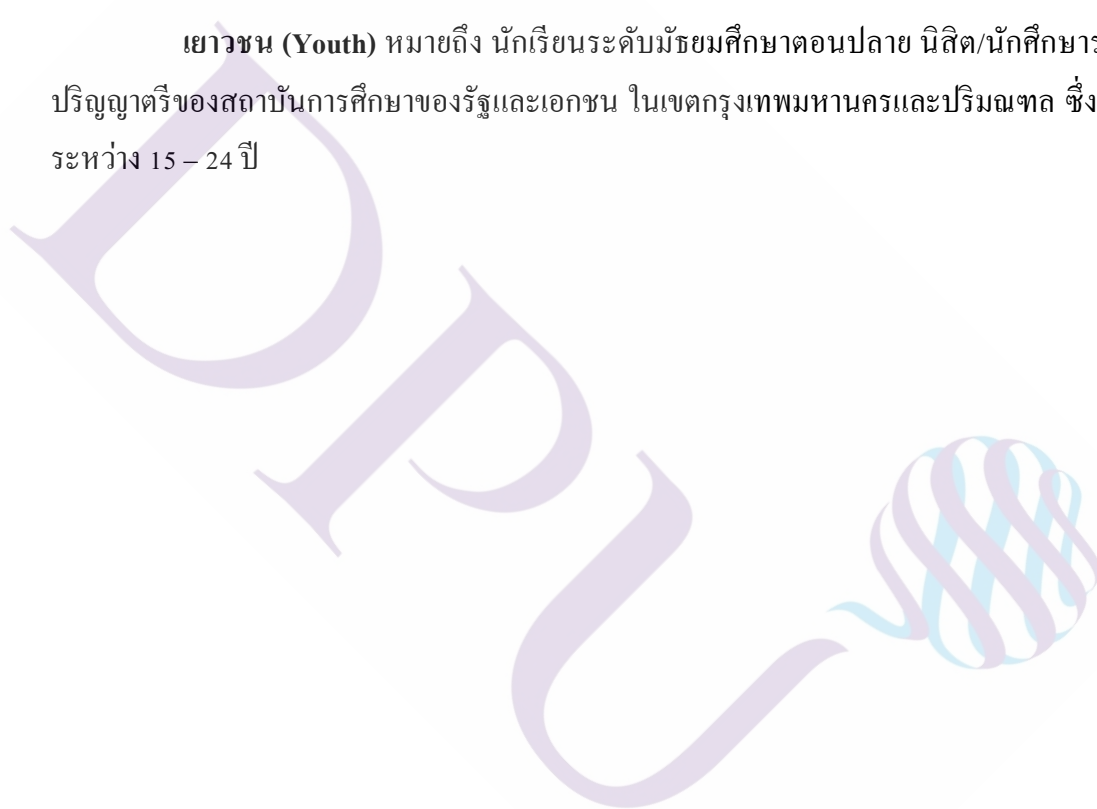 เยาวชน (Youth) หมายถึง นักเรียนระดับมัธยมศึกษาตอนปลาย นิสิต/นักศึกษาร
ปริญญาตรีของสถาบันการศึกษาของรัฐและเอกชน ในเขตกรุงเทพมหานครและปริมณฑล ซึ่ง
ระหว่าง 15 – 24 ปี
DPU